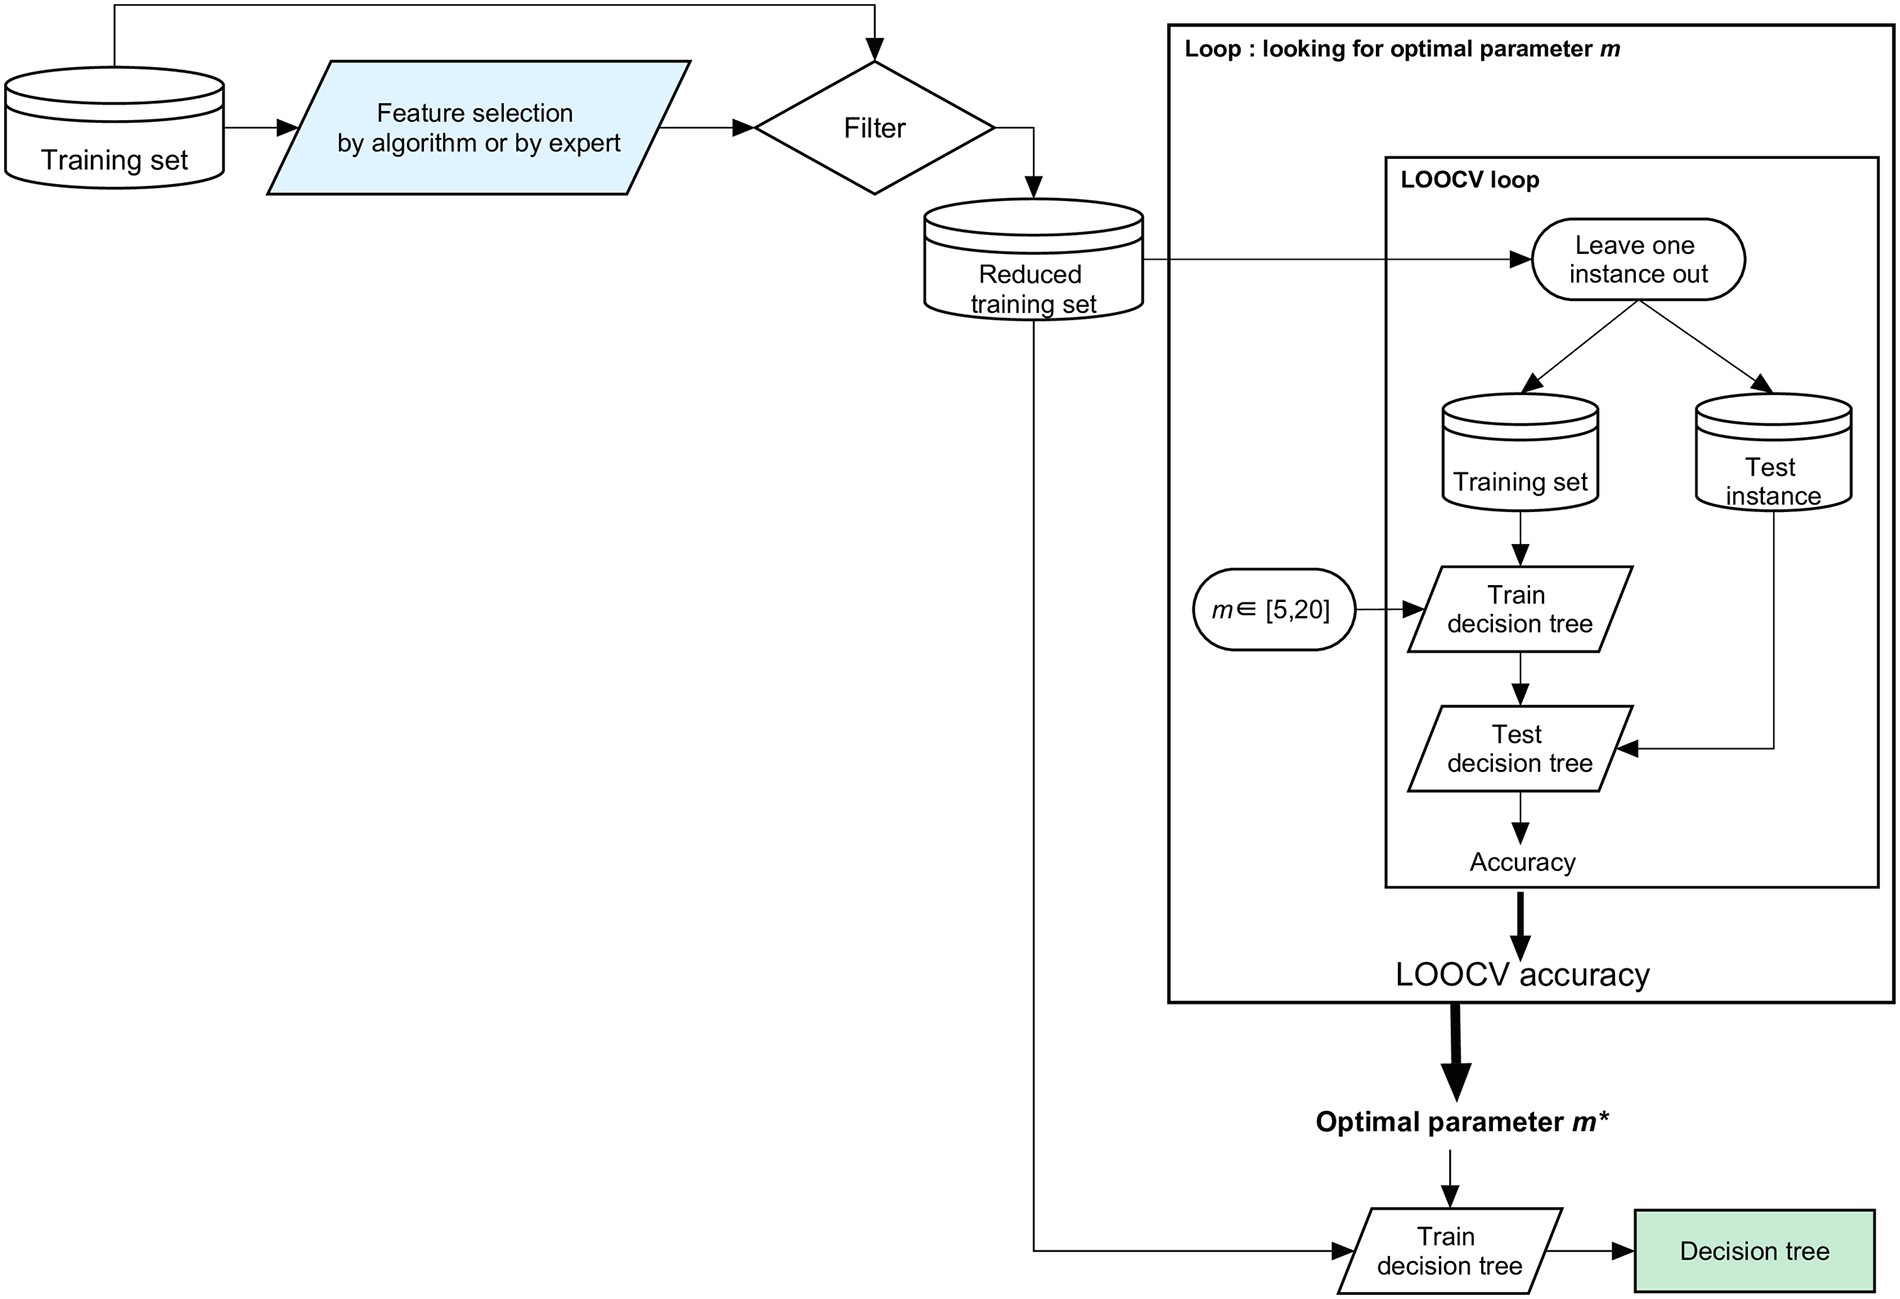 Loop : looking for optimal parameter m
Training set
Feature selection
by algorithm or by expert
Filter
LOOCV loop
Reduced
training set
Leave one
instance out
Training set
Test
instance
m∈ [5,20]
Train
decision tree
Test
decision tree
Accuracy
LOOCV accuracy
Optimal parameter m*
Train
decision tree
Decision tree